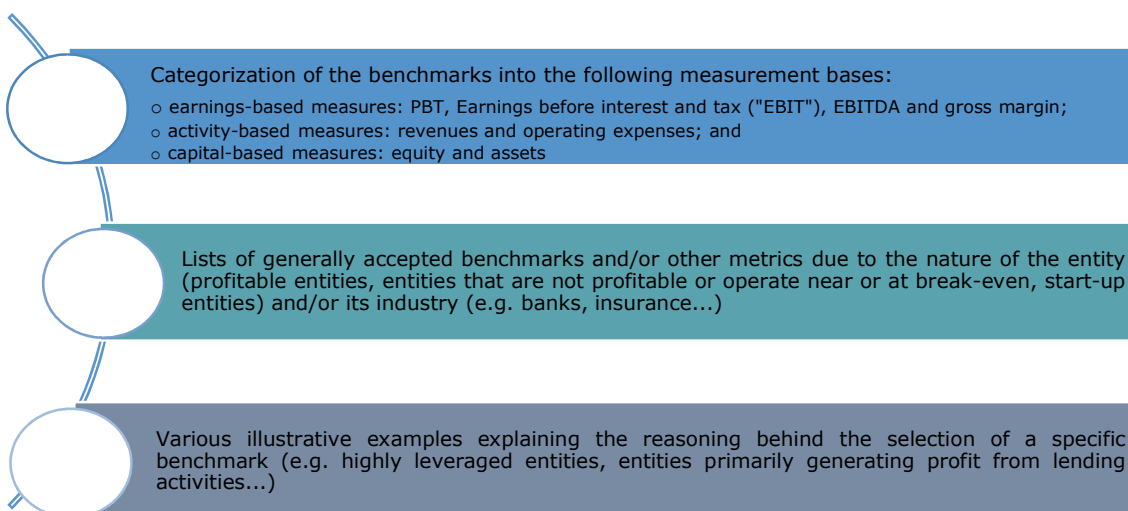 Categorization of the benchmarks into the following measurement bases:
o earnings-based measures: PBT, Earnings before interest and tax ("EBIT"), EBITDA and gross margin;
o activity-based measures: revenues and operating expenses; and
o capital-based measures: equity and assets
Lists of generally accepted benchmarks and/or other metrics due to the nature of the entity
(profitable entities, entities that are not profitable or operate near or at break-even, start-up
entities) and/or its industry (e.g. banks, insurance...)
Various illustrative examples explaining the reasoning behind the selection of a specific
benchmark (e.g. highly leveraged entities, entities primarily generating profit from lending
activities...)